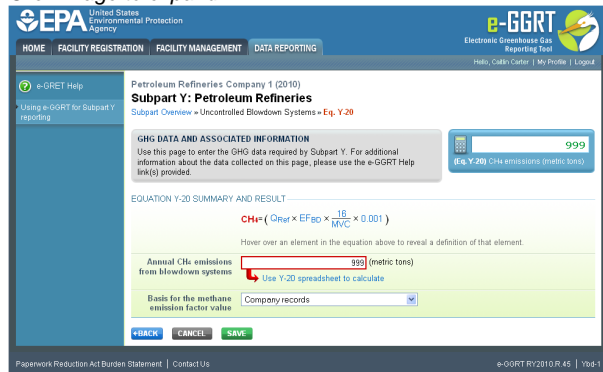 EPA United States Environmental Protection Agency
e-GGRT
Electronic Greenhouse Gas Reporting Tool
HOME FACILITY REGISTRATION FACILITY MANAGEMENT DATA REPORTING
Hello, Caitlin Carter | My Profile | Logout
e-GRET Help
Using e-GGRT for Subpart Y reporting
Petroleum Refineries Company 1 (2010)
Subpart Y: Petroleum Refineries
Subpart Overview » Uncontrolled Blowdown Systems » Eq. Y-20
GHG DATA AND ASSOCIATED INFORMATION
Use this page to enter the GHG data required by Subpart Y. For additional
information about the data collected on this page, please use the e-GGRT Help
link(s) provided.
999
(Eq. Y-20) CH₄ emissions (metric tons)
EQUATION Y-20 SUMMARY AND RESULT
CH₄= ( QRef × EFBD × 16/MVC × 0.001 )
Hover over an element in the equation above to reveal a definition of that element.
Annual CH₄ emissions from blowdown systems 999 (metric tons)
Use Y-20 spreadsheet to calculate
Basis for the methane emission factor value Company records
BACK CANCEL SAVE
Paperwork Reduction Act Burden Statement | Contact Us
e-GGRT RY2010.R.45 | Ybd-1